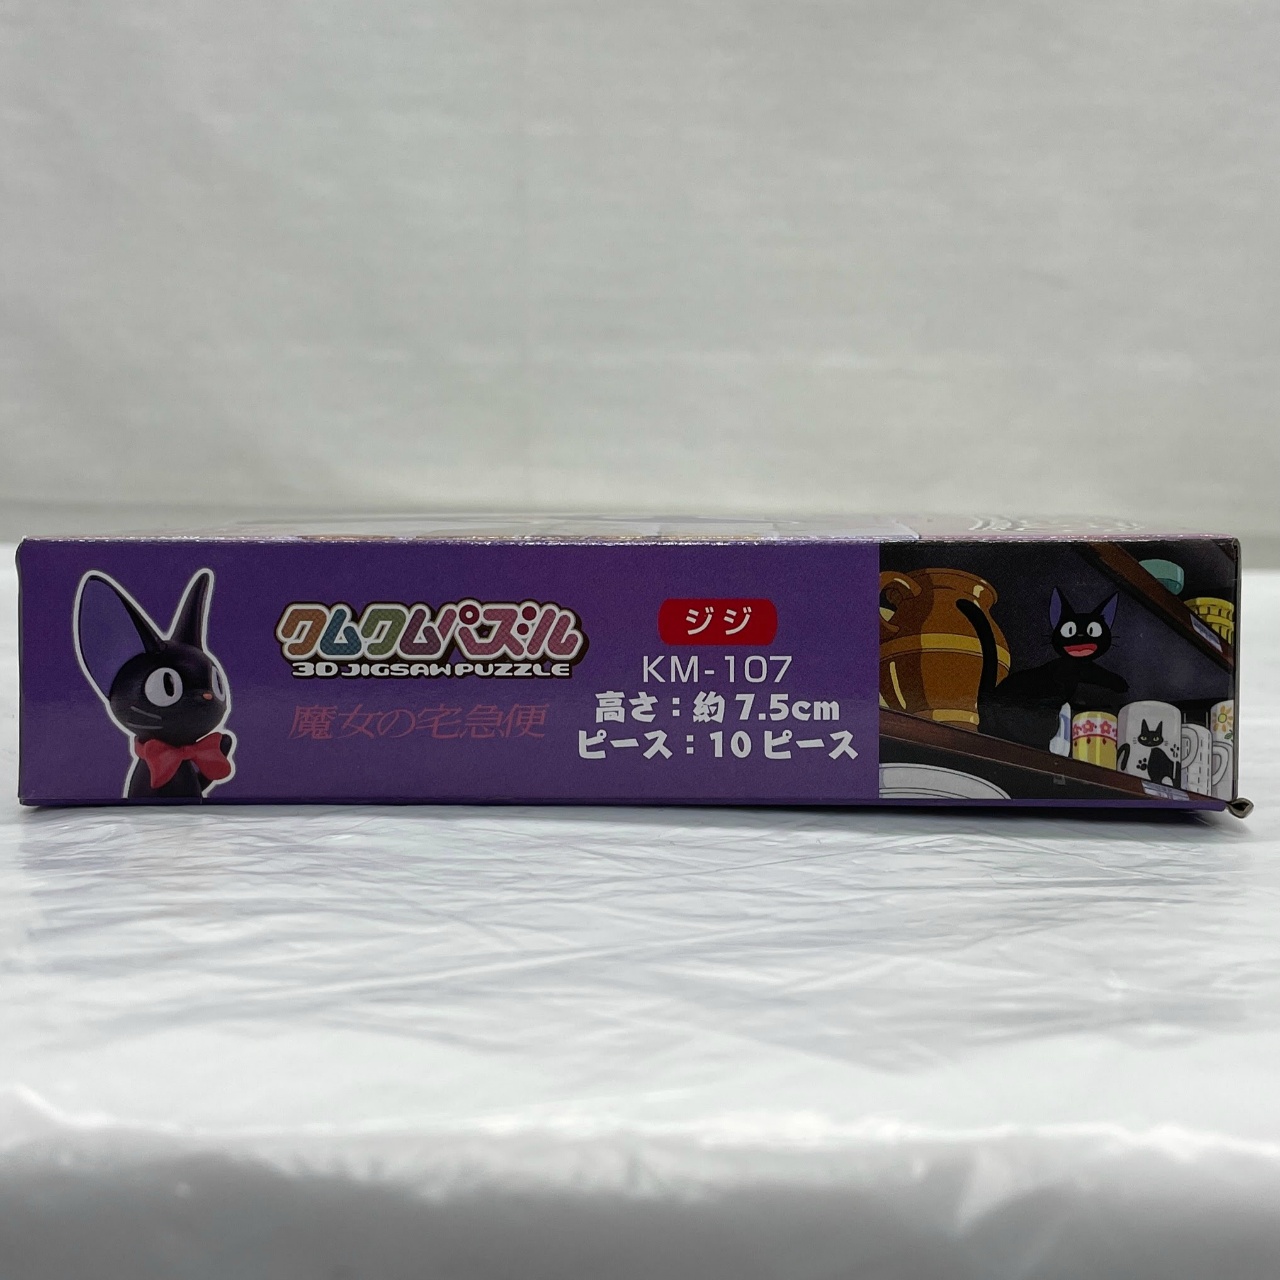 クムクムパズル
3D JIGSAW PUZZLE
魔女の宅急便
ジジ
KM-107
高さ：約7.5cm
ピース：10ピース